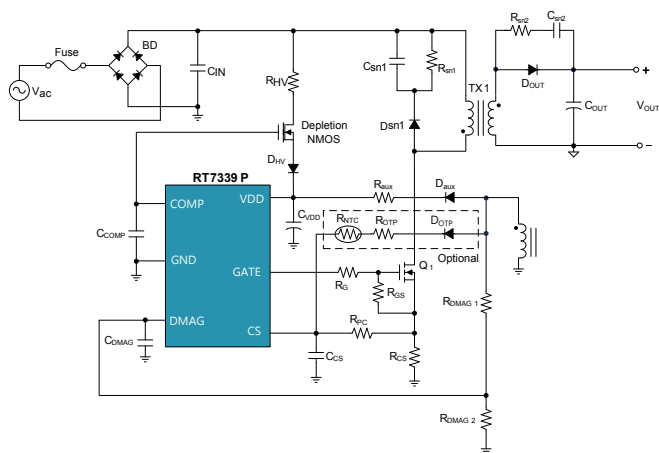 Fuse
BD
Vac
CIN
RHV
Depletion
NMOS
DHV
Csn1
Rsn1
Dsn1
TX1
Rsn2
Csn2
DOUT
COUT
VOUT
+
−
RT7339 P
COMP
VDD
GND
GATE
DMAG
CS
CCOMP
CDMAG
CVDD
Raux
Daux
RNTC
ROTP
DOTP
Optional
Q1
RG
RGS
RPC
CCS
RCS
RDMAG 1
RDMAG 2